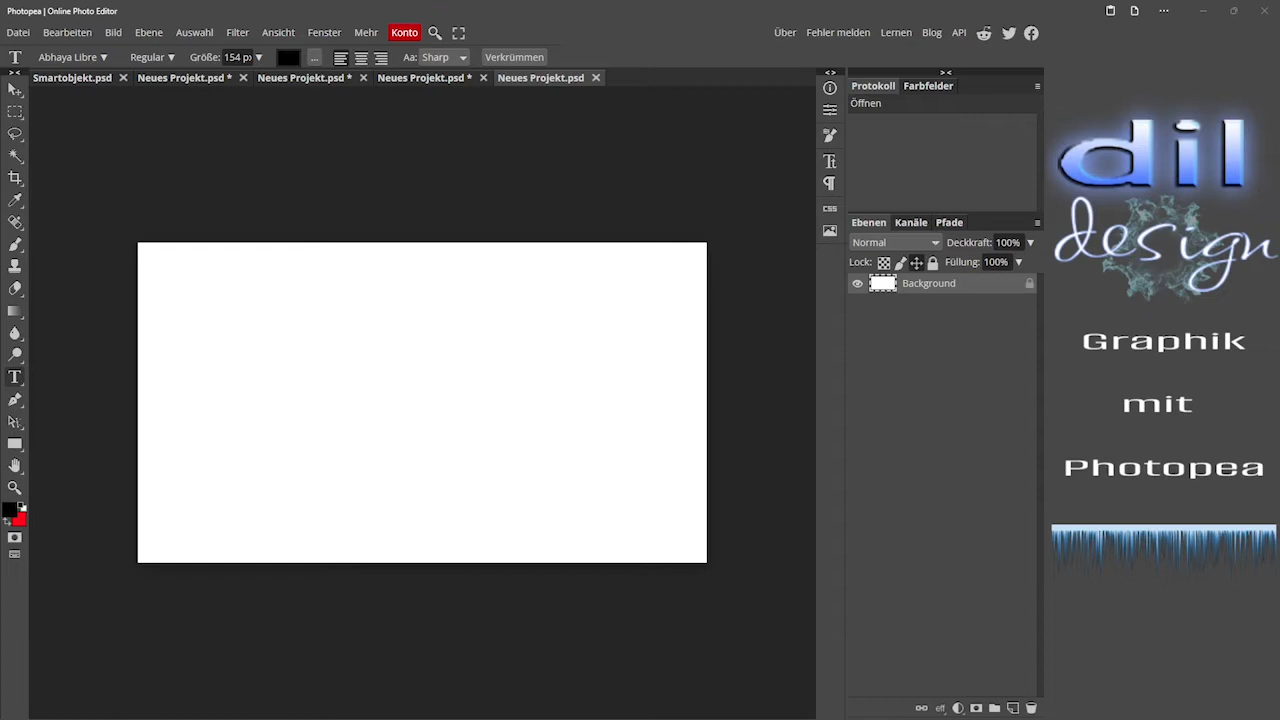 Photopea | Online Photo Editor
Datei Bearbeiten Bild Ebene Auswahl Filter Ansicht Fenster Mehr Konto Über Fehler melden Lernen Blog API
Abhaya Libre Regular Größe: 154 px ... Aa: Sharp Verkrümmen
Smartobjekt.psd Neues Projekt.psd * Neues Projekt.psd * Neues Projekt.psd * Neues Projekt.psd
Protokoll Farbfelder
Öffnen
Ebenen Kanäle Pfade
Normal Deckkraft: 100%
Lock: Füllung: 100%
Background
CSS
eff
dil
design
Graphik
mit
Photopea